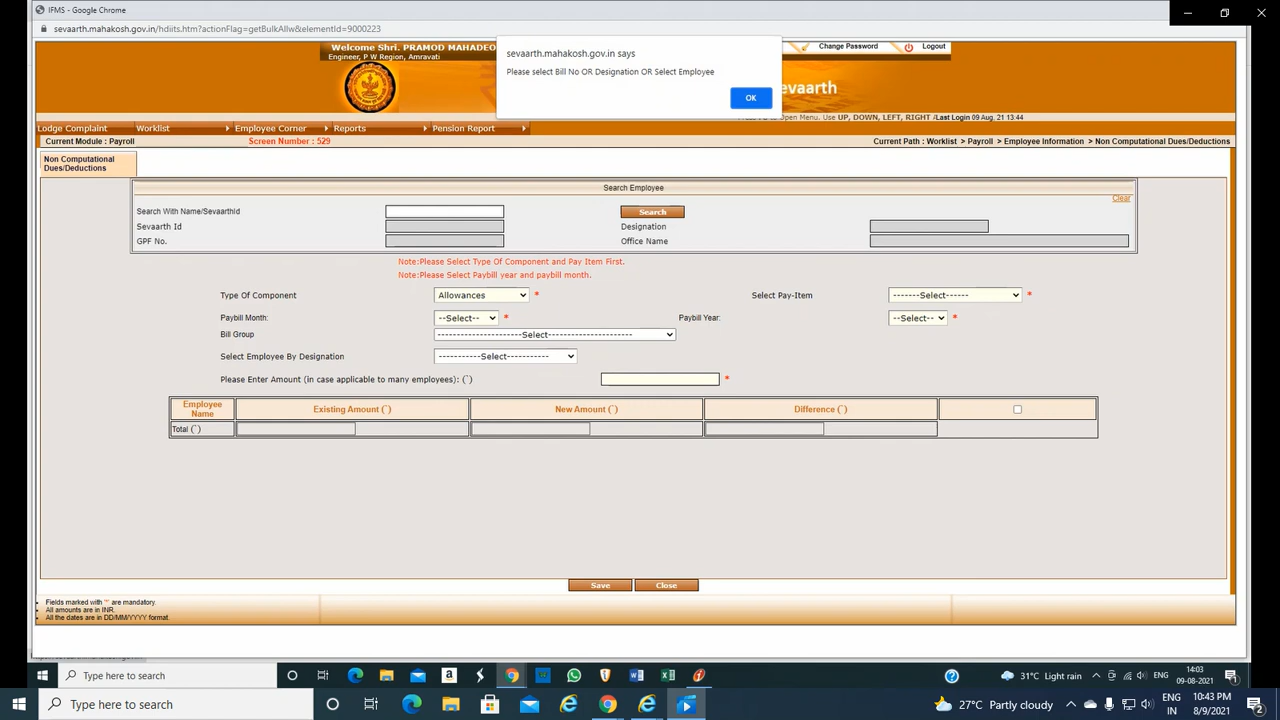 IFMS - Google Chrome
sevaarth.mahakosh.gov.in/hdiits.htm?actionFlag=getBulkAllw&elementId=9000223
sevaarth.mahakosh.gov.in says
Please select Bill No OR Designation OR Select Employee
OK
Welcome Shri. PRAMOD MAHADEO
Engineer, P.W Region, Amravati
Change Password
Logout
evaarth
Open Menu. Use UP, DOWN, LEFT, RIGHT /Last Login 09 Aug, 21 13:44
Lodge Complaint Worklist Employee Corner Reports Pension Report
Current Module : Payroll Screen Number : 529 Current Path : Worklist > Payroll > Employee Information > Non Computational Dues/Deductions
Non Computational
Dues/Deductions
Search Employee
Clear
Search With Name/SevaarthId Search
Sevaarth Id Designation
GPF No. Office Name
Note:Please Select Type Of Component and Pay Item First.
Note:Please Select Paybill year and paybill month.
Type Of Component Allowances * Select Pay-Item -------Select------ *
Paybill Month: --Select-- * Paybill Year: --Select-- *
Bill Group ----------------------Select----------------------
Select Employee By Designation -----------Select-----------
Please Enter Amount (in case applicable to many employees): (`) *
Employee
Name Existing Amount (`) New Amount (`) Difference (`)
Total (`)
Save Close
Fields marked with '*' are mandatory.
All amounts are in INR.
All the dates are in DD/MM/YYYY format.
Type here to search
31°C Light rain ENG 14:03
09-08-2021
Type here to search
27°C Partly cloudy ENG
IN 10:43 PM
8/9/2021 2